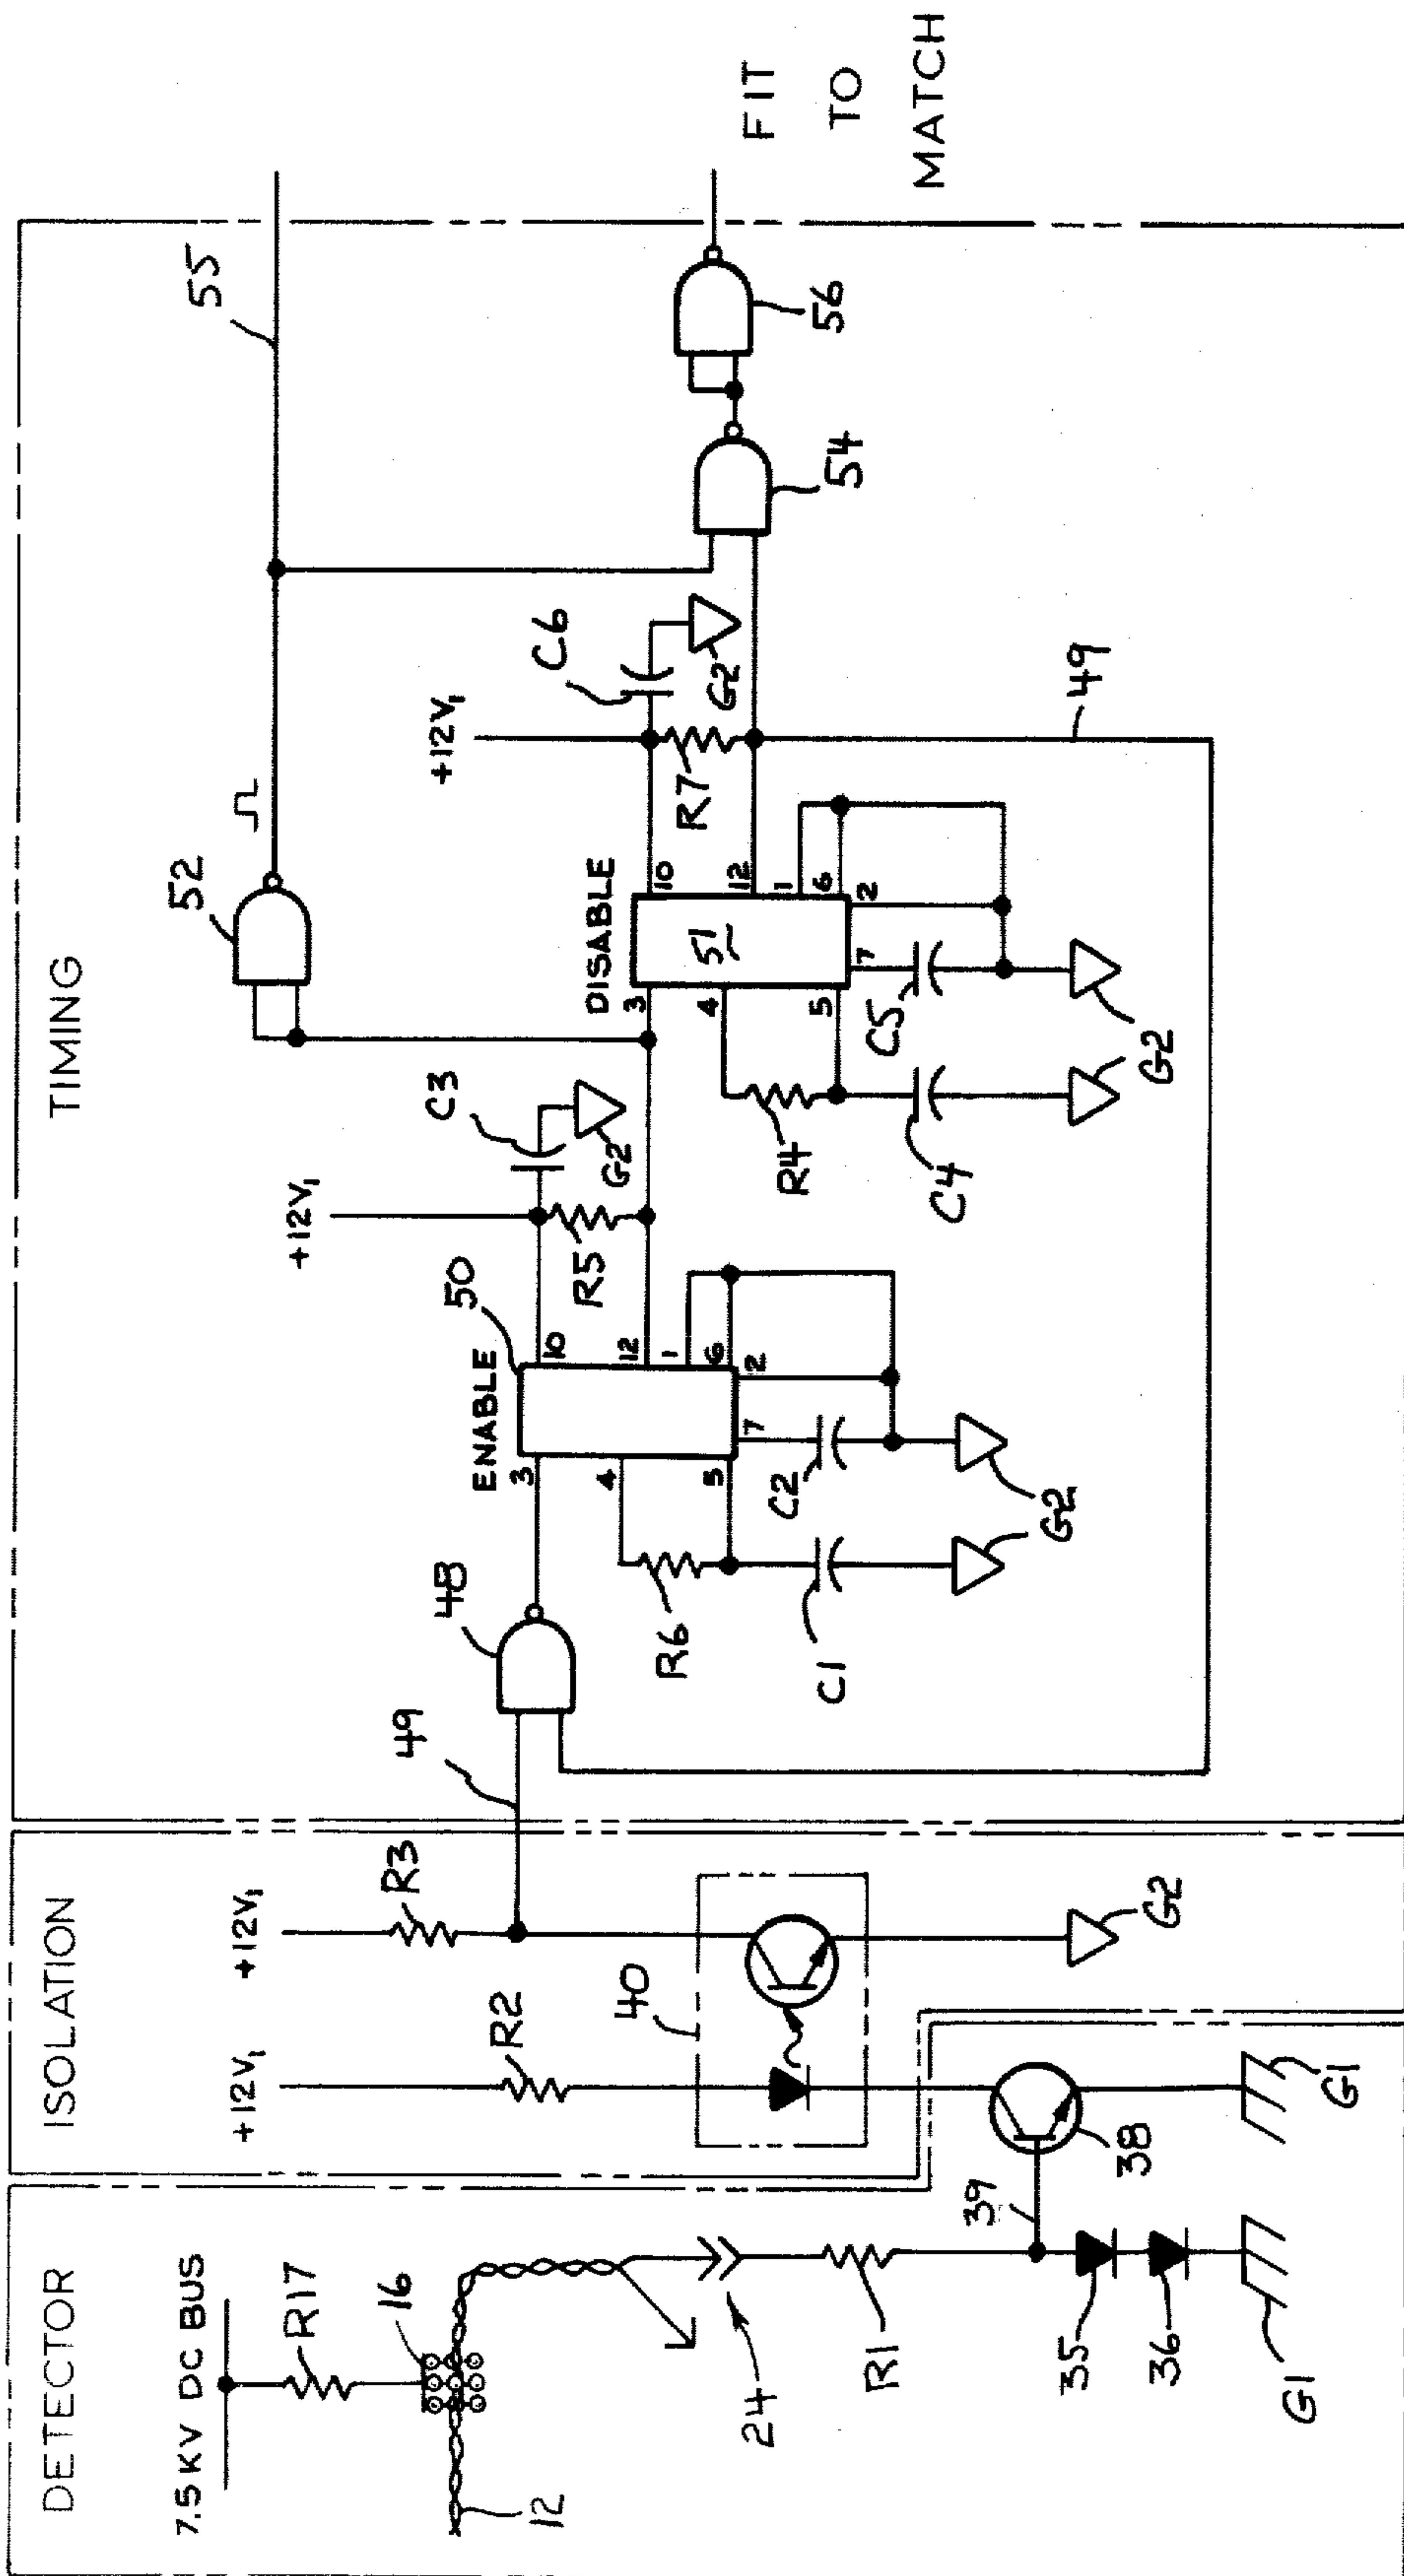 DETECTOR
7.5 KV DC BUS
R17
16
12
24
R1
35
36
G1
39
38
G1
ISOLATION
+12V1
R2
+12V1
R3
40
G2
TIMING
49
48
ENABLE
50
3
4
5
7
2
10
12
1
6
R6
C1
C2
G2
+12V1
C3
G2
R5
DISABLE
51
3
4
5
7
2
10
12
1
6
R4
C4
C5
G2
52
+12V1
C6
G2
R7
49
55
54
56
FIT
TO
MATCH